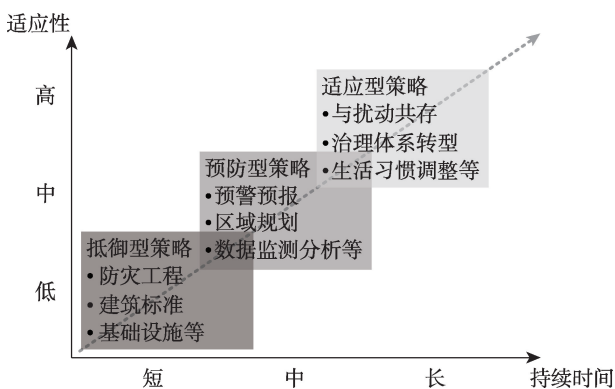 适应性
高
适应型策略
•与扰动共存
•治理体系转型
•生活习惯调整等
中
预防型策略
•预警预报
•区域规划
•数据监测分析等
低
抵御型策略
•防灾工程
•建筑标准
•基础设施等
短 中 长 持续时间